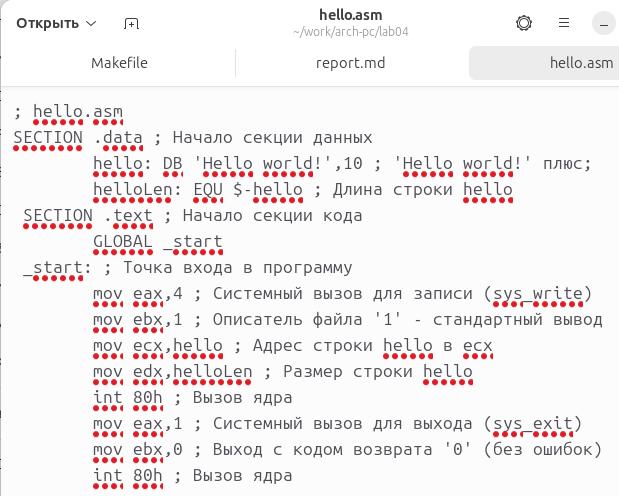 Открыть
hello.asm
~/work/arch-pc/lab04
Makefile report.md hello.asm
; hello.asm
SECTION .data ; Начало секции данных
hello: DB 'Hello world!',10 ; 'Hello world!' плюс;
helloLen: EQU $-hello ; Длина строки hello
SECTION .text ; Начало секции кода
GLOBAL _start
_start: ; Точка входа в программу
mov eax,4 ; Системный вызов для записи (sys_write)
mov ebx,1 ; Описатель файла '1' - стандартный вывод
mov ecx,hello ; Адрес строки hello в ecx
mov edx,helloLen ; Размер строки hello
int 80h ; Вызов ядра
mov eax,1 ; Системный вызов для выхода (sys_exit)
mov ebx,0 ; Выход с кодом возврата '0' (без ошибок)
int 80h ; Вызов ядра